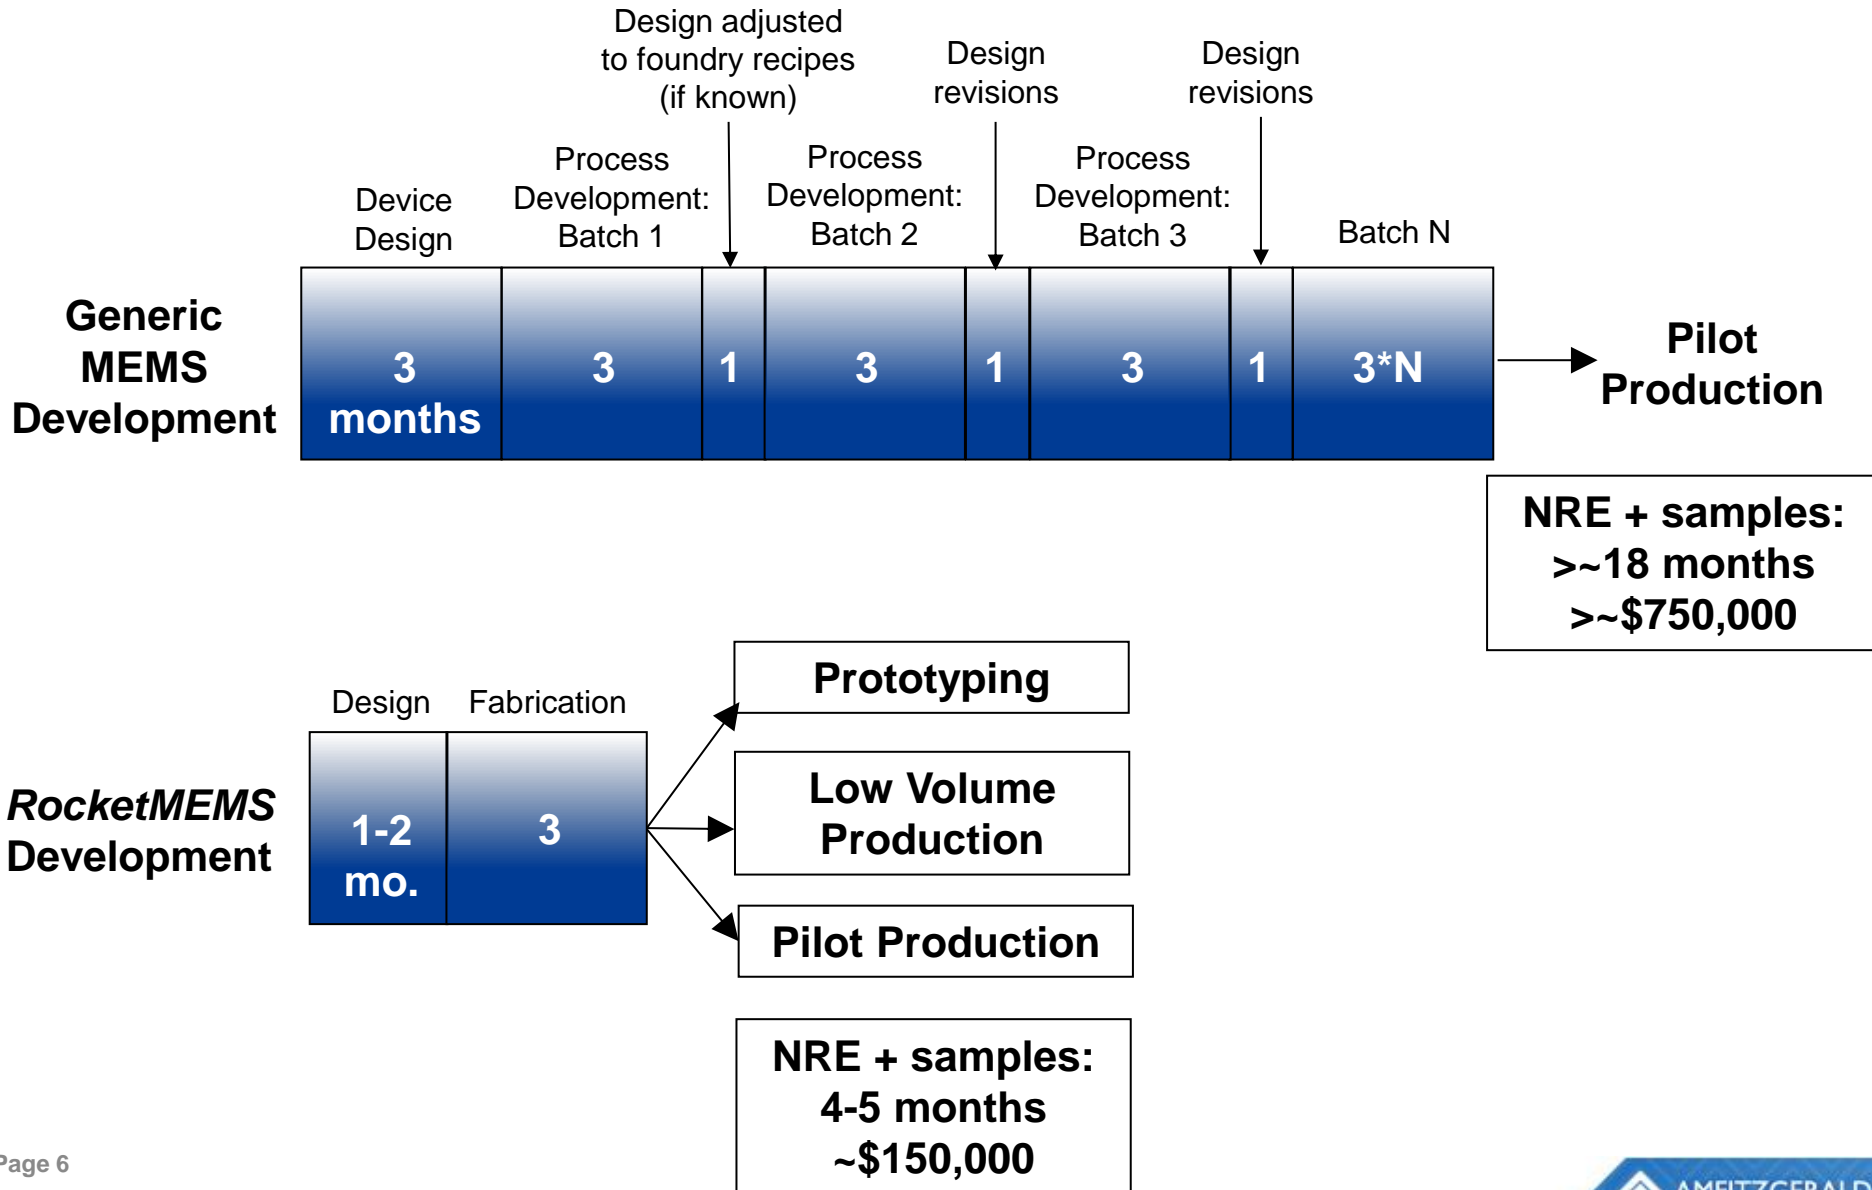 Design adjusted
to foundry recipes
(if known)
Design
revisions
Design
revisions
Device
Design
Process
Development:
Batch 1
Process
Development:
Batch 2
Process
Development:
Batch 3
Batch N
Generic
MEMS
Development
3
months
3
1
3
1
3
1
3*N
Pilot
Production
NRE + samples:
>~18 months
>~$750,000
Design
Fabrication
RocketMEMS
Development
1-2
mo.
3
Prototyping
Low Volume
Production
Pilot Production
NRE + samples:
4-5 months
~$150,000
Page 6
AMFITZGERALD